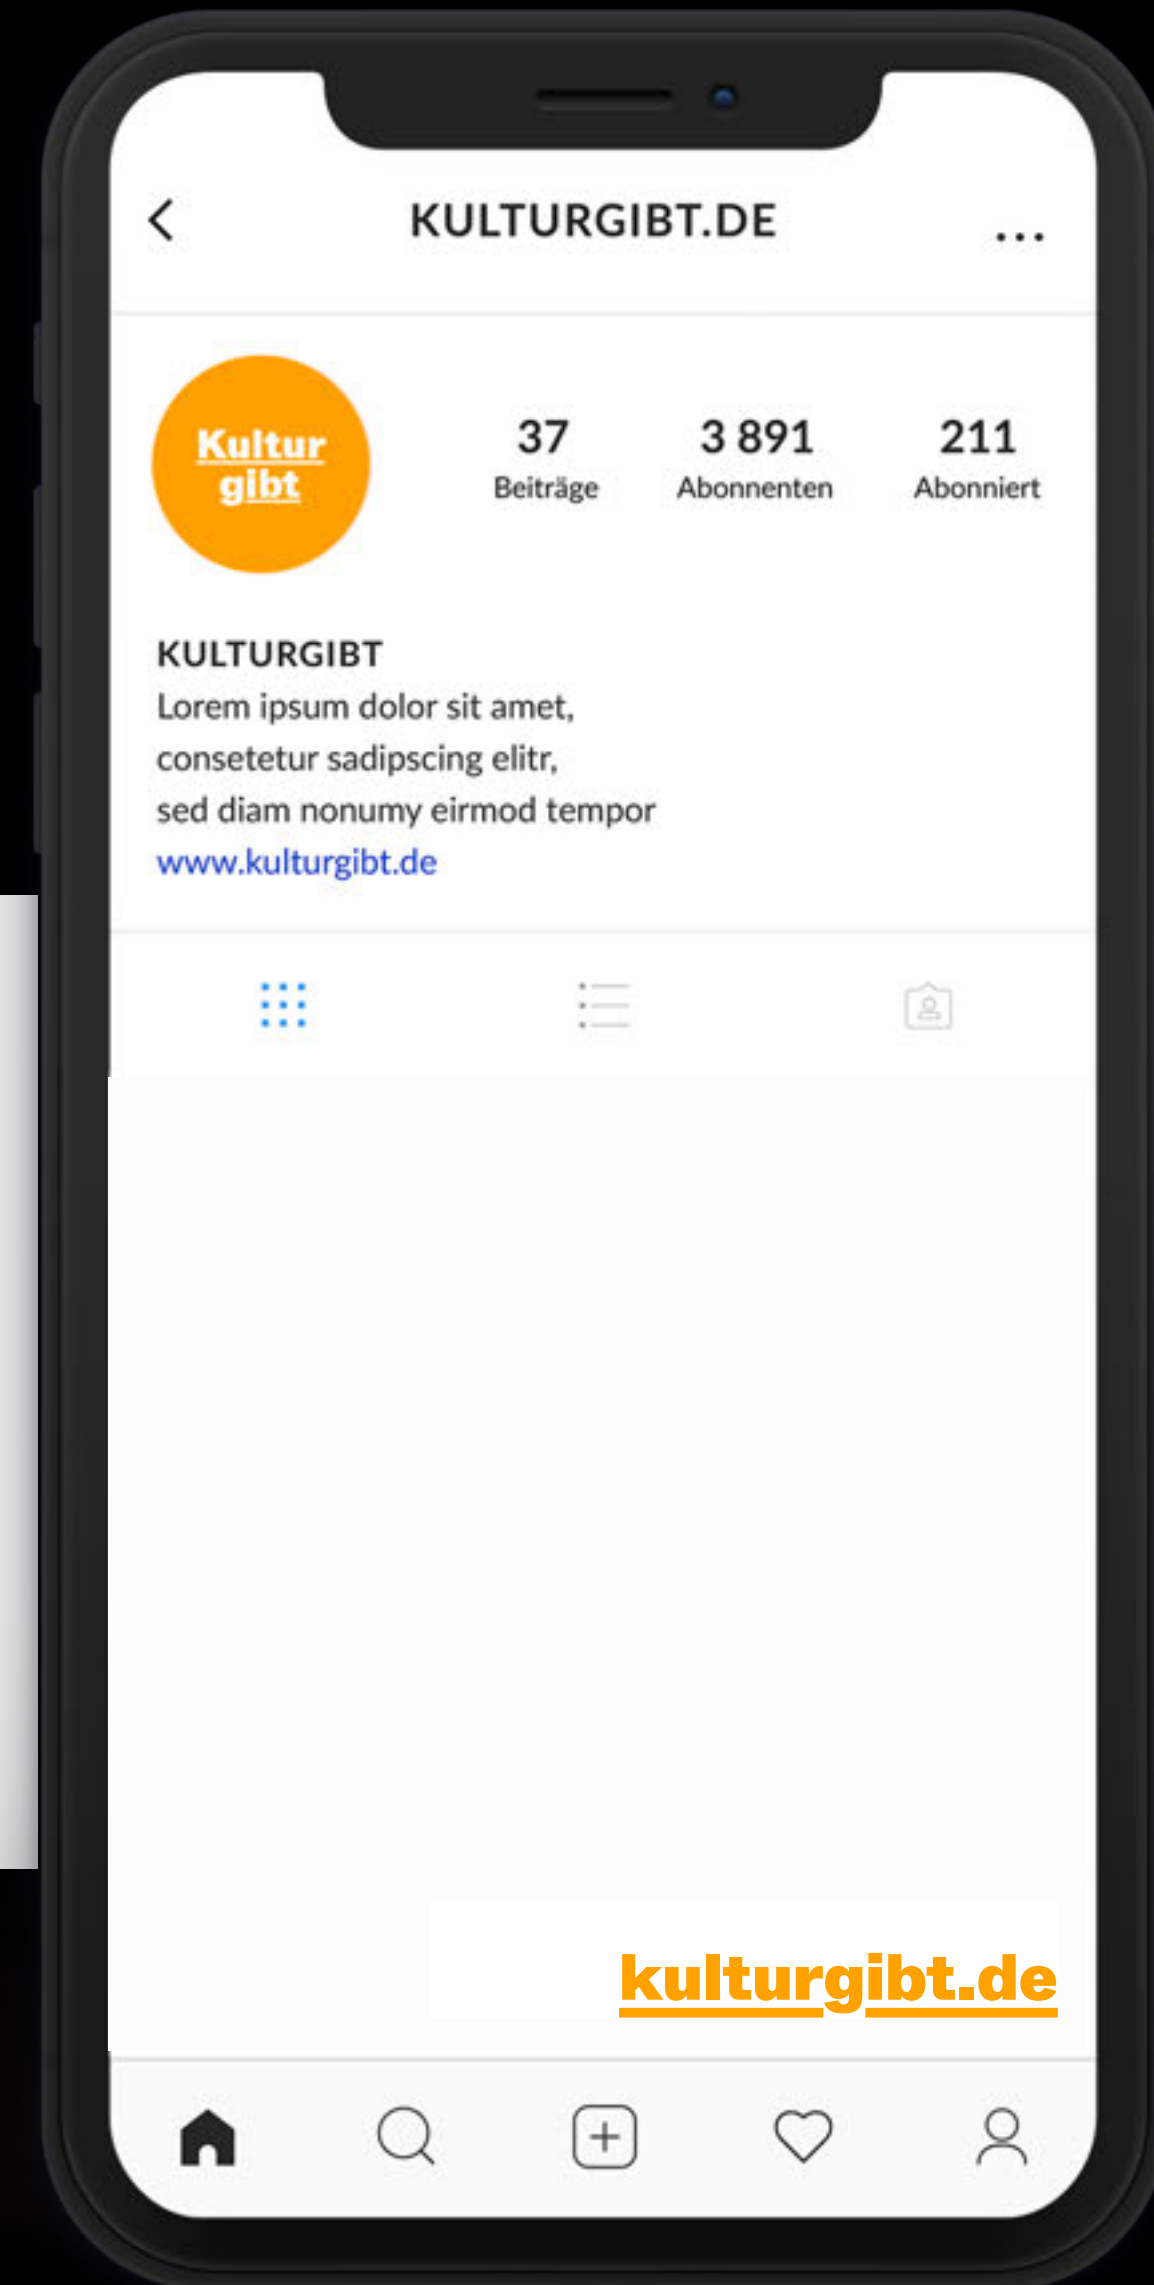 KULTURGIBT.DE
...
Kultur
gibt
37 3 891 211
Beiträge Abonnenten Abonniert
KULTURGIBT
Lorem ipsum dolor sit amet,
consetetur sadipscing elitr,
sed diam nonumy eirmod tempor
www.kulturgibt.de
kulturgibt.de